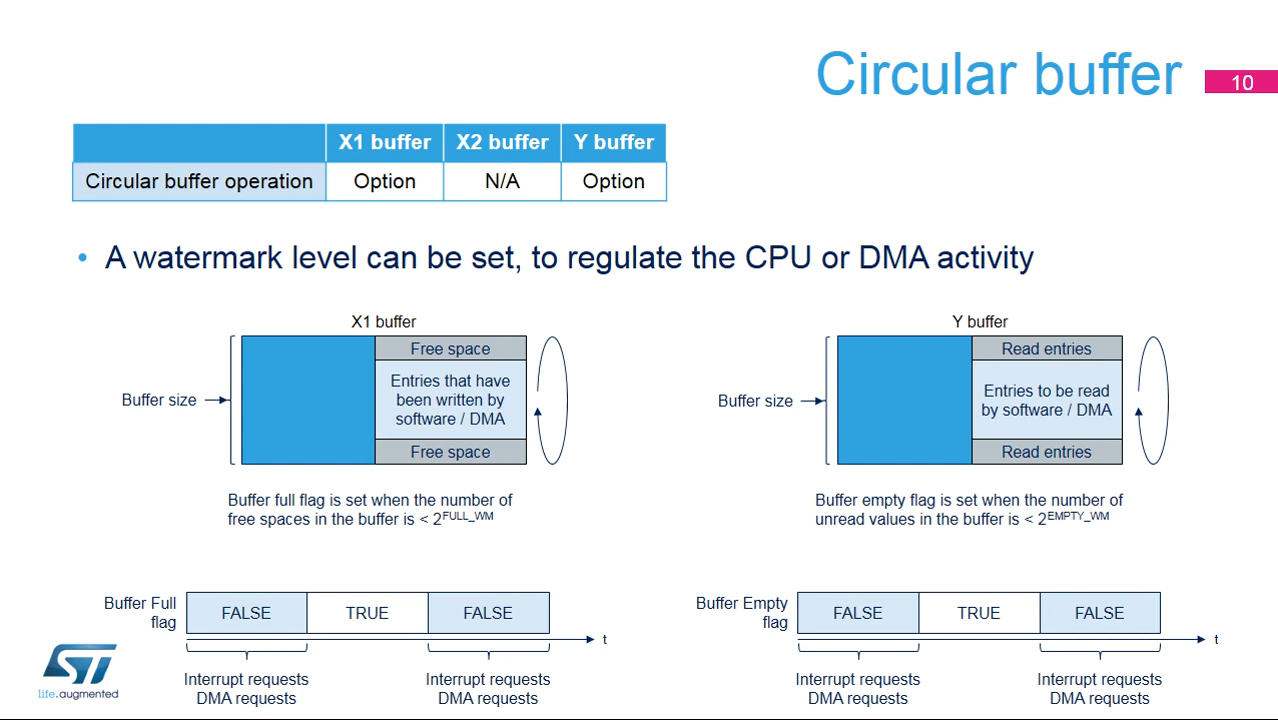 Circular buffer
10
X1 buffer X2 buffer Y buffer
Circular buffer operation Option N/A Option
• A watermark level can be set, to regulate the CPU or DMA activity
X1 buffer
Buffer size
Free space
Entries that have
been written by
software / DMA
Free space
Buffer full flag is set when the number of
free spaces in the buffer is < 2^FULL_WM
Y buffer
Buffer size
Read entries
Entries to be read
by software / DMA
Read entries
Buffer empty flag is set when the number of
unread values in the buffer is < 2^EMPTY_WM
Buffer Full
flag
FALSE TRUE FALSE
t
Interrupt requests
DMA requests
Interrupt requests
DMA requests
Buffer Empty
flag
FALSE TRUE FALSE
t
Interrupt requests
DMA requests
Interrupt requests
DMA requests
ST
life.augmented